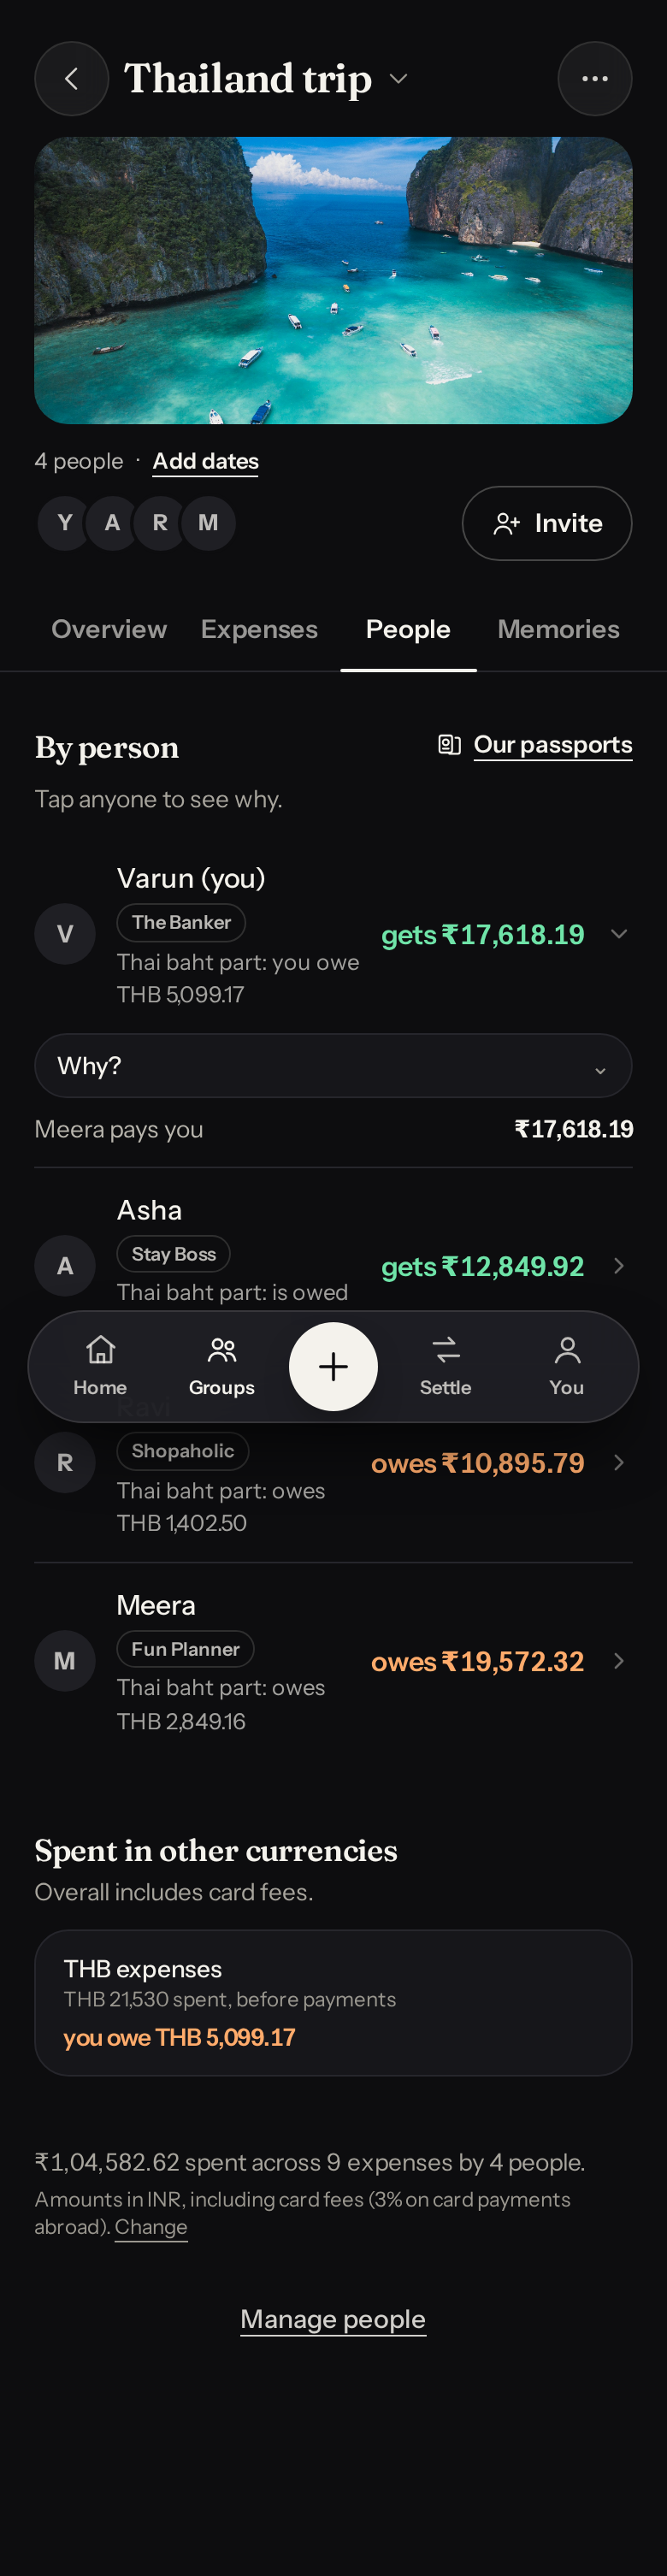 Thailand trip
4 people · Add dates
Y A R M
Invite
Overview Expenses People Memories
By person
Our passports
Tap anyone to see why.
Varun (you)
V
The Banker
gets ₹17,618.19
Thai baht part: you owe
THB 5,099.17
Why?
Meera pays you ₹17,618.19
Asha
A
Stay Boss
gets ₹12,849.92
Thai baht part: is owed
Home Groups Settle You
Ravi
R
Shopaholic
owes ₹10,895.79
Thai baht part: owes
THB 1,402.50
Meera
M
Fun Planner
owes ₹19,572.32
Thai baht part: owes
THB 2,849.16
Spent in other currencies
Overall includes card fees.
THB expenses
THB 21,530 spent, before payments
you owe THB 5,099.17
₹1,04,582.62 spent across 9 expenses by 4 people.
Amounts in INR, including card fees (3% on card payments
abroad). Change
Manage people